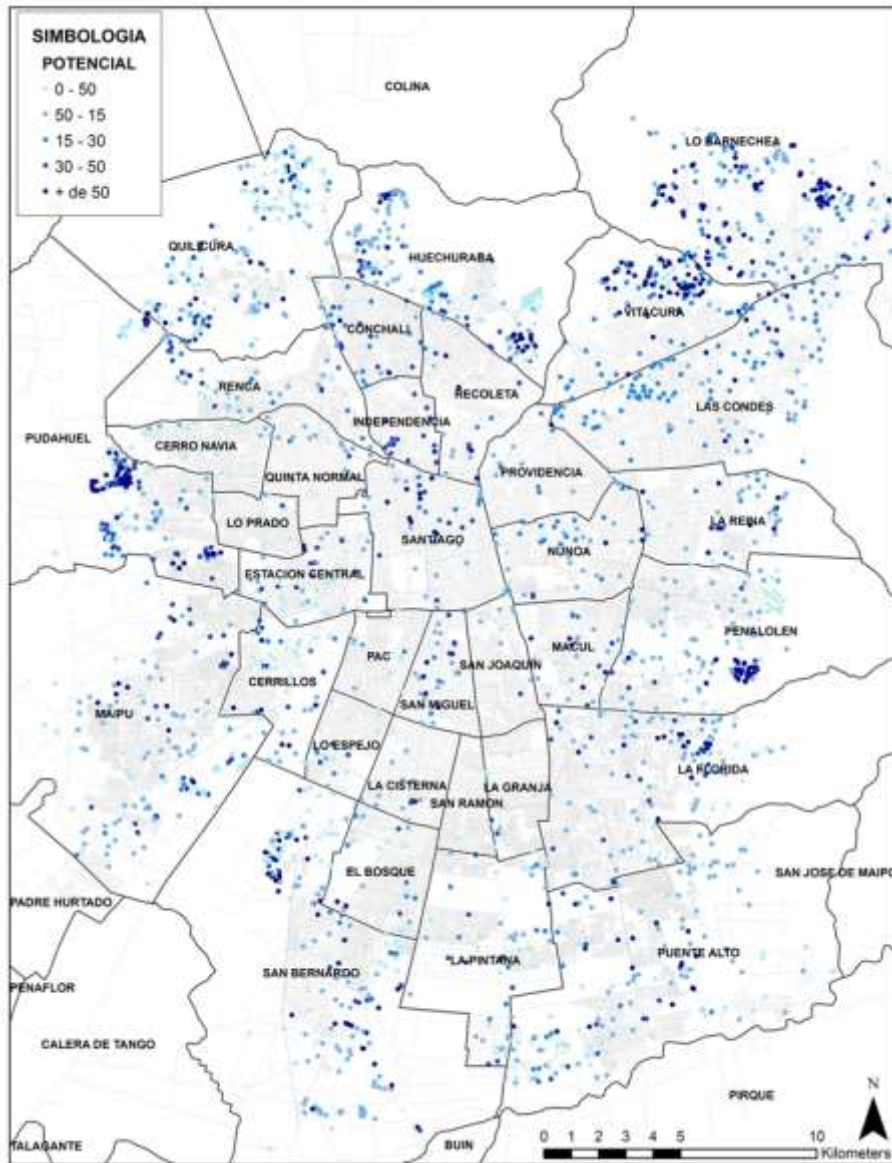 SIMBOLOGIA
POTENCIAL
0 - 50
50 - 15
15 - 30
30 - 50
+ de 50
COLINA
LO BARNECHEA
QUILICURA
HUECHURABA
VITACURA
CONCHALI
RENCA
RECOLETA
LAS CONDES
INDEPENDENCIA
PUDAHUEL
CERRO NAVIA
QUINTA NORMAL
PROVIDENCIA
LO PRADO
LA REINA
SANTIAGO
ÑUÑOA
ESTACION CENTRAL
PEÑALOLEN
MACUL
PAC
SAN JOAQUIN
CERRILLOS
SAN MIGUEL
MAIPU
LO ESPEJO
LA FLORIDA
LA CISTERNA
LA GRANJA
SAN RAMON
EL BOSQUE
SAN JOSE DE MAIPO
PADRE HURTADO
PUENTE ALTO
LA PINTANA
SAN BERNARDO
PEÑAFLOR
CALERA DE TANGO
PIRQUE
N
TALAGANTE
BUIN
0 1 2 3 4 5 10
Kilometers